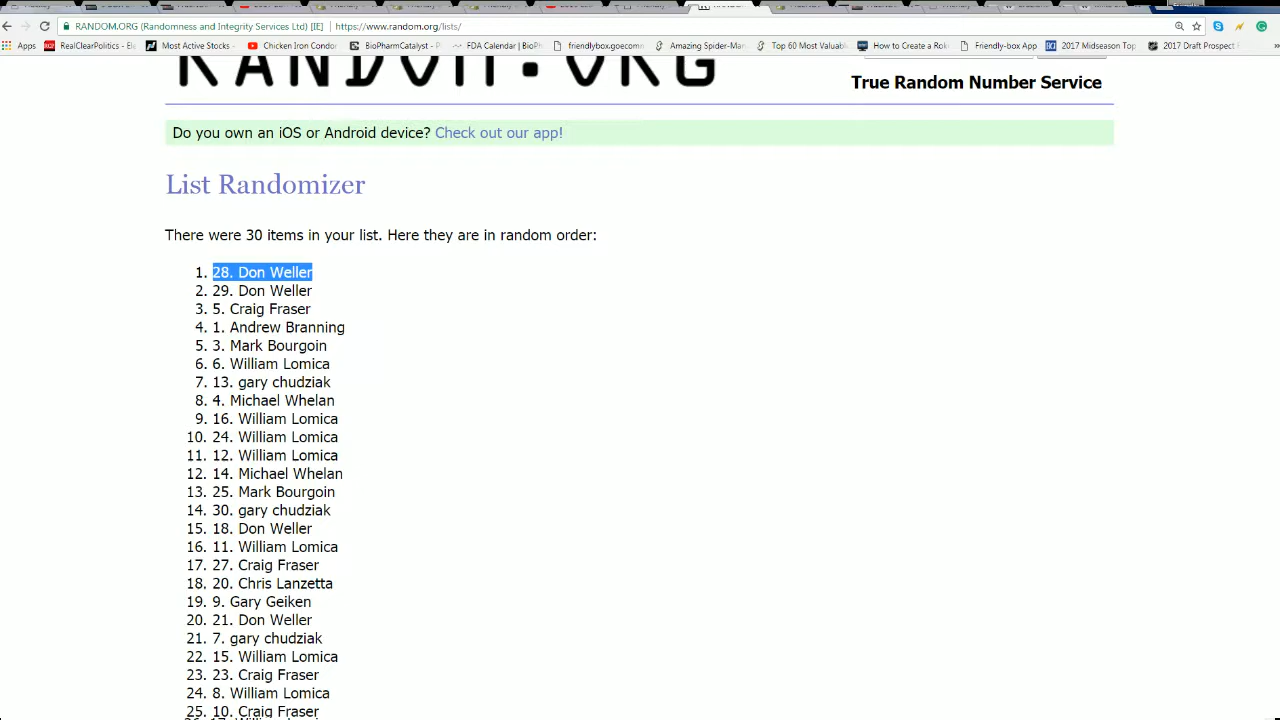 RANDOMNESS.ORG (Randomness and Integrity Services Ltd) [IE] https://www.random.org/lists/
Apps RealClearPolitics - Ele Most Active Stocks - Chicken Iron Condor BioPharmCatalyst - P FDA Calendar | BioPh friendlybox.goecomm Amazing Spider-Man Top 60 Most Valuabl How to Create a Role Friendly-box App 2017 Midseason Top 2017 Draft Prospect F
RANDOM.ORG
True Random Number Service
Do you own an iOS or Android device? Check out our app!
List Randomizer
There were 30 items in your list. Here they are in random order:
1. 28. Don Weller
2. 29. Don Weller
3. 5. Craig Fraser
4. 1. Andrew Branning
5. 3. Mark Bourgoin
6. 6. William Lomica
7. 13. gary chudziak
8. 4. Michael Whelan
9. 16. William Lomica
10. 24. William Lomica
11. 12. William Lomica
12. 14. Michael Whelan
13. 25. Mark Bourgoin
14. 30. gary chudziak
15. 18. Don Weller
16. 11. William Lomica
17. 27. Craig Fraser
18. 20. Chris Lanzetta
19. 9. Gary Geiken
20. 21. Don Weller
21. 7. gary chudziak
22. 15. William Lomica
23. 23. Craig Fraser
24. 8. William Lomica
25. 10. Craig Fraser